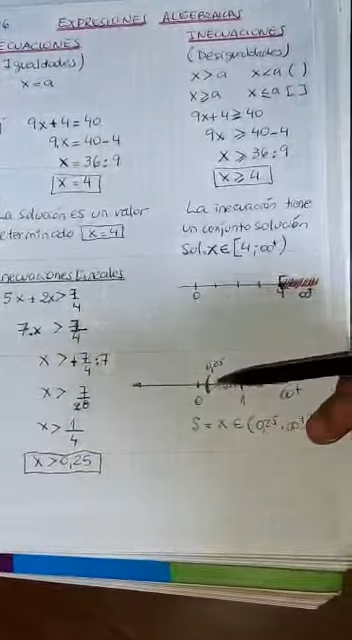 6 EXPRESIONES ALGEBRAICAS
ECUACIONES
Igualdades)
x = a
9x + 4 = 40
9x = 40 - 4
x = 36 : 9
x = 4
La solución es un valor
determinado x = 4
INECUACIONES
(Desigualdades)
x > a x < a ( )
x ≥ a x ≤ a [ ]
9x + 4 ≥ 40
9x ≥ 40 - 4
x ≥ 36 : 9
x ≥ 4
La inecuación tiene
un conjunto solución
Sol. x ∈ [4; ∞+)
0 4 ∞+
Inecuaciones Lineales
5x + 2x > 7/4
7.x > 7/4
x > +7/4 : 7
x > 7/28
x > 1/4
x > 0,25
0,25
0 1 ∞+
S = x ∈ (0,25, ∞+